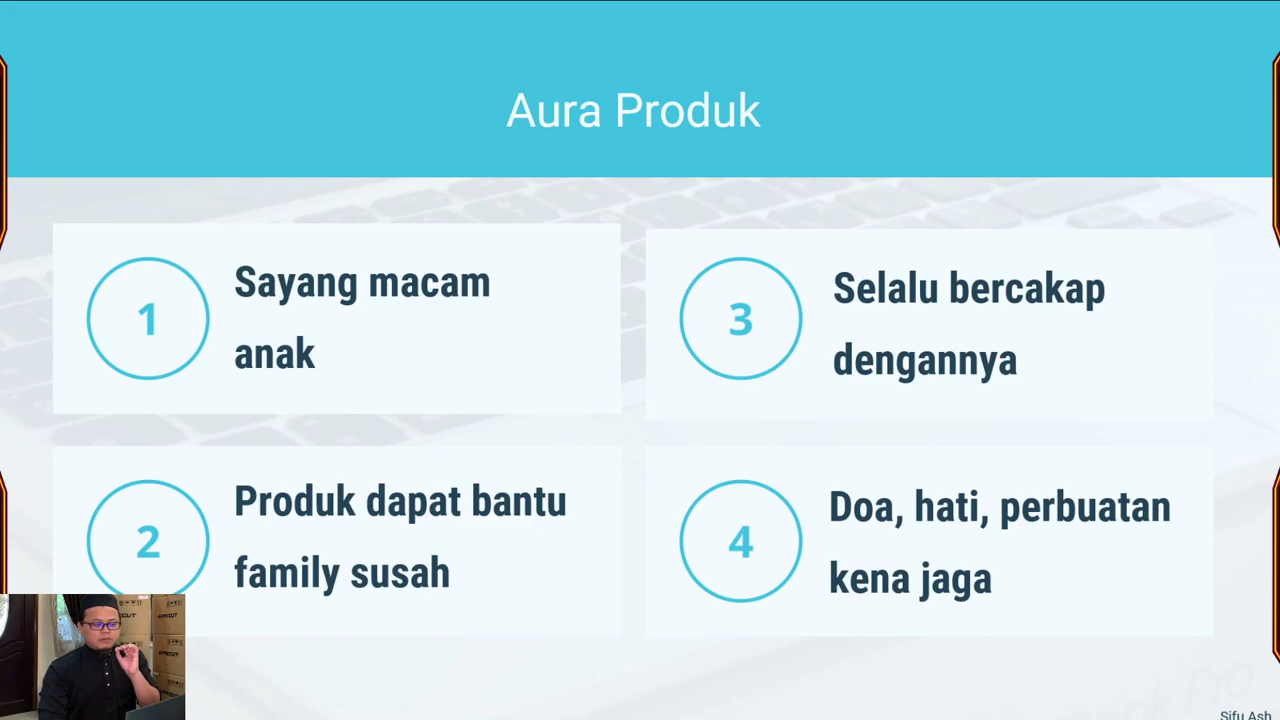 Aura Produk
1
Sayang macam
anak
2
Produk dapat bantu
family susah
3
Selalu bercakap
dengannya
4
Doa, hati, perbuatan
kena jaga
Sifu Ash